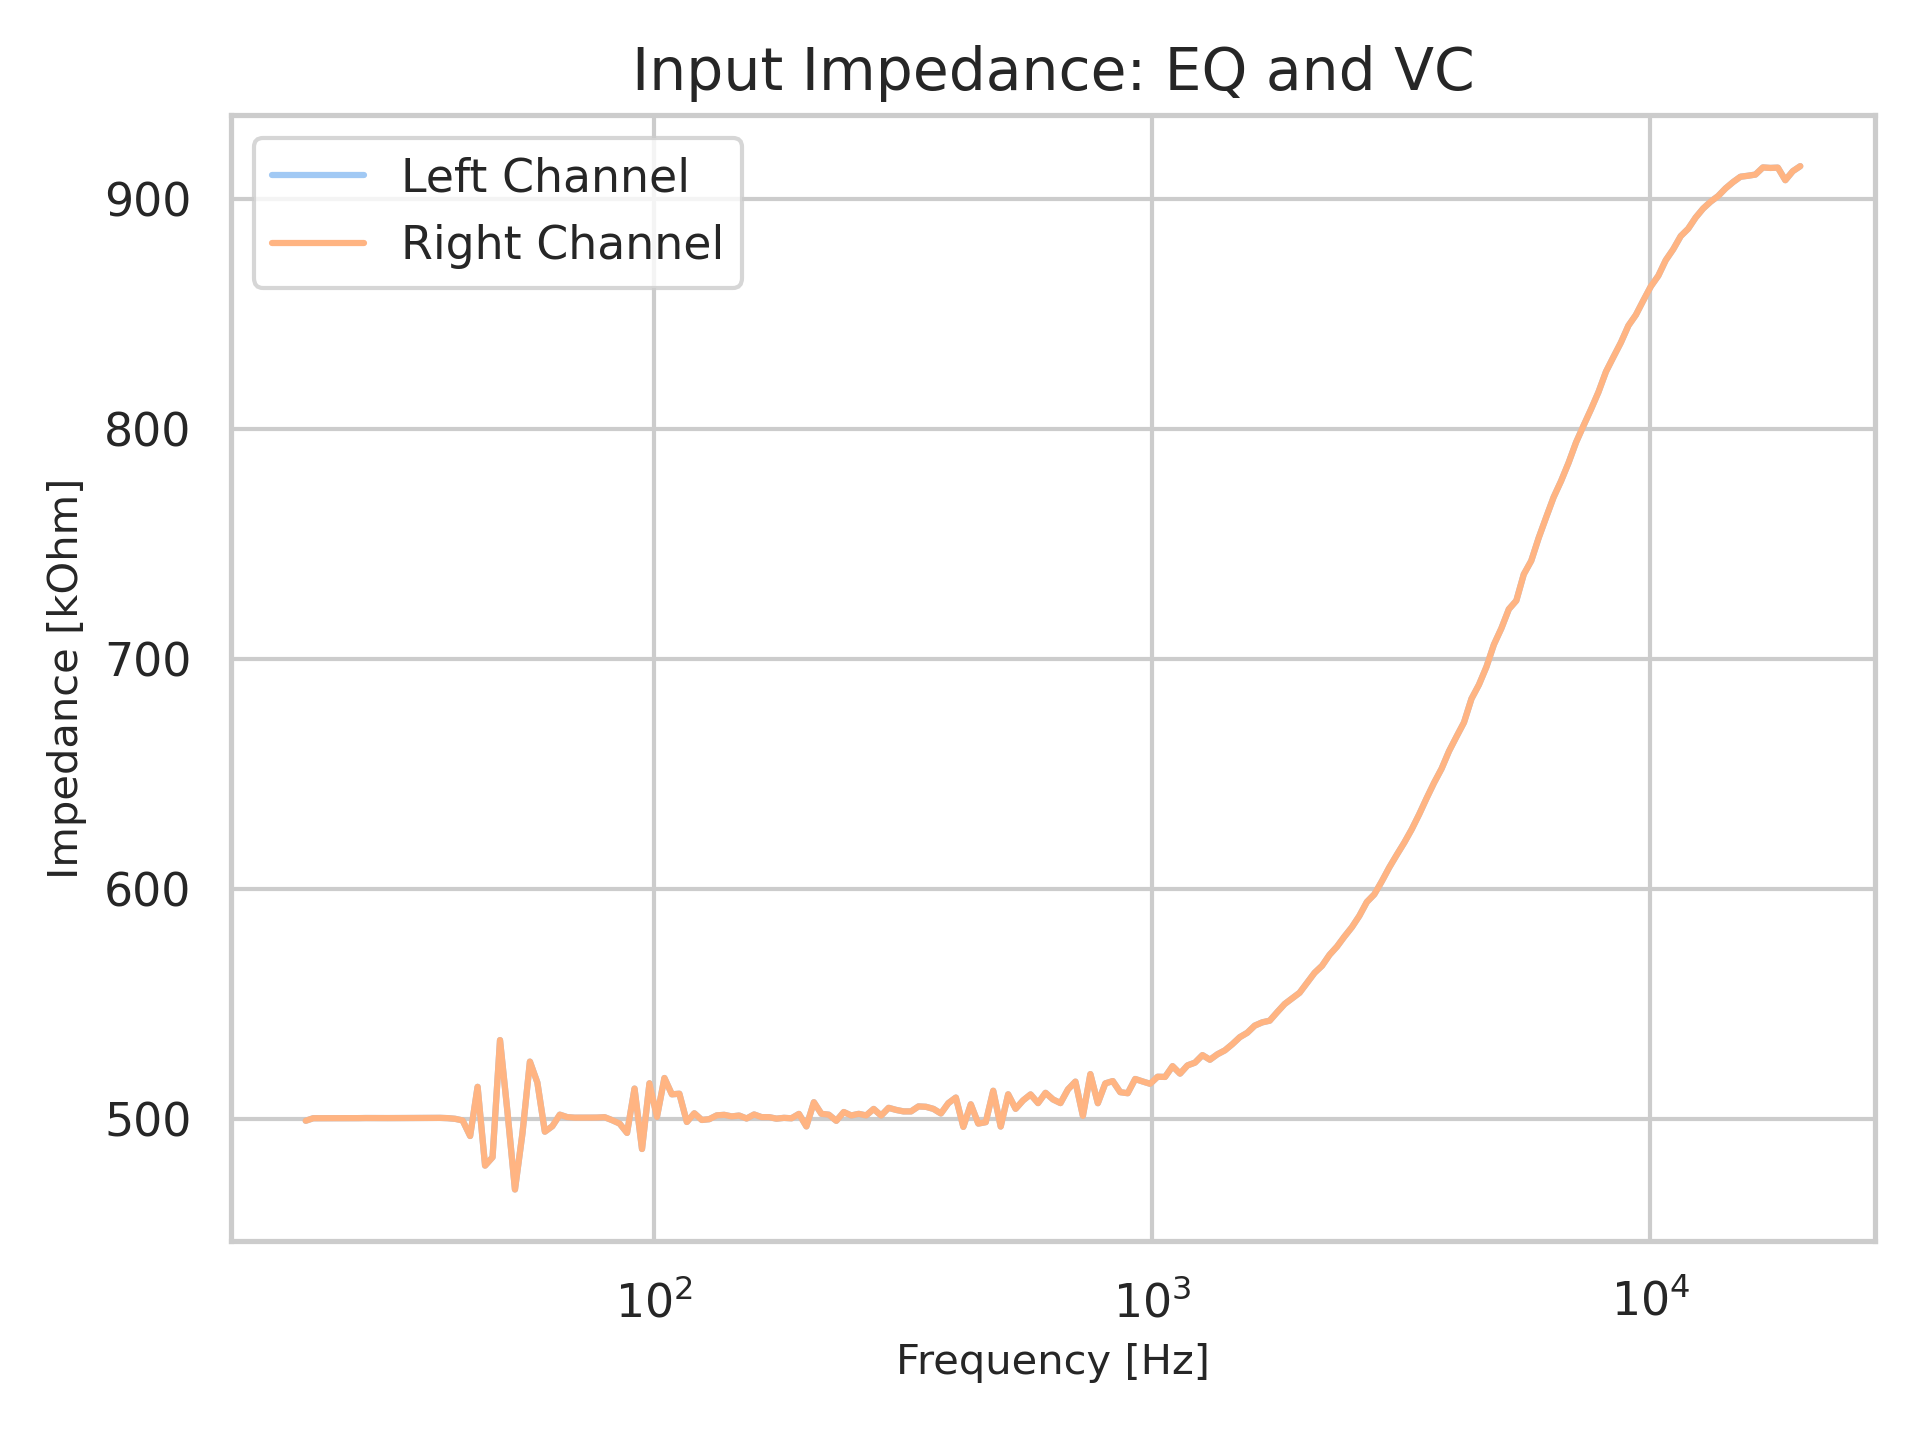 Input Impedance: EQ and VC
Left Channel
Right Channel
900
800
700
600
500
Impedance [kOhm]
10²
10³
10⁴
Frequency [Hz]